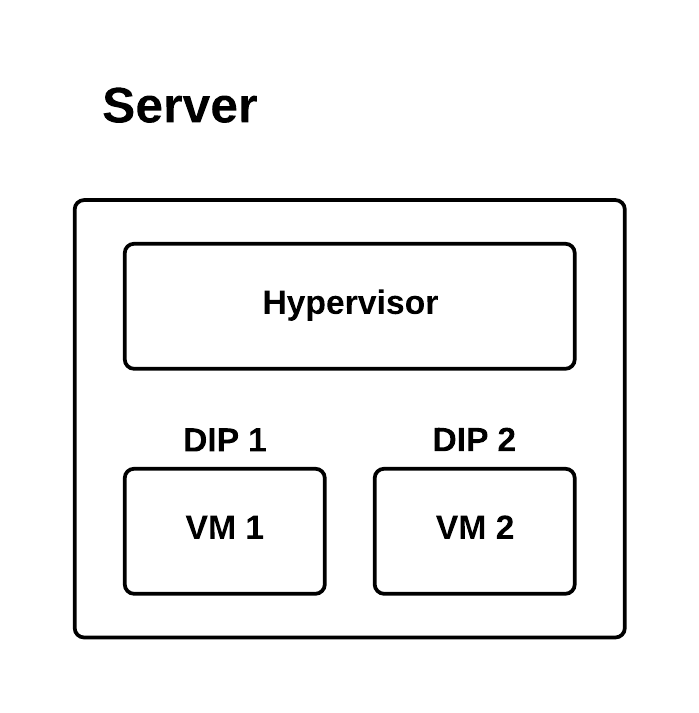 Server
Hypervisor
DIP 1 DIP 2
VM 1 VM 2